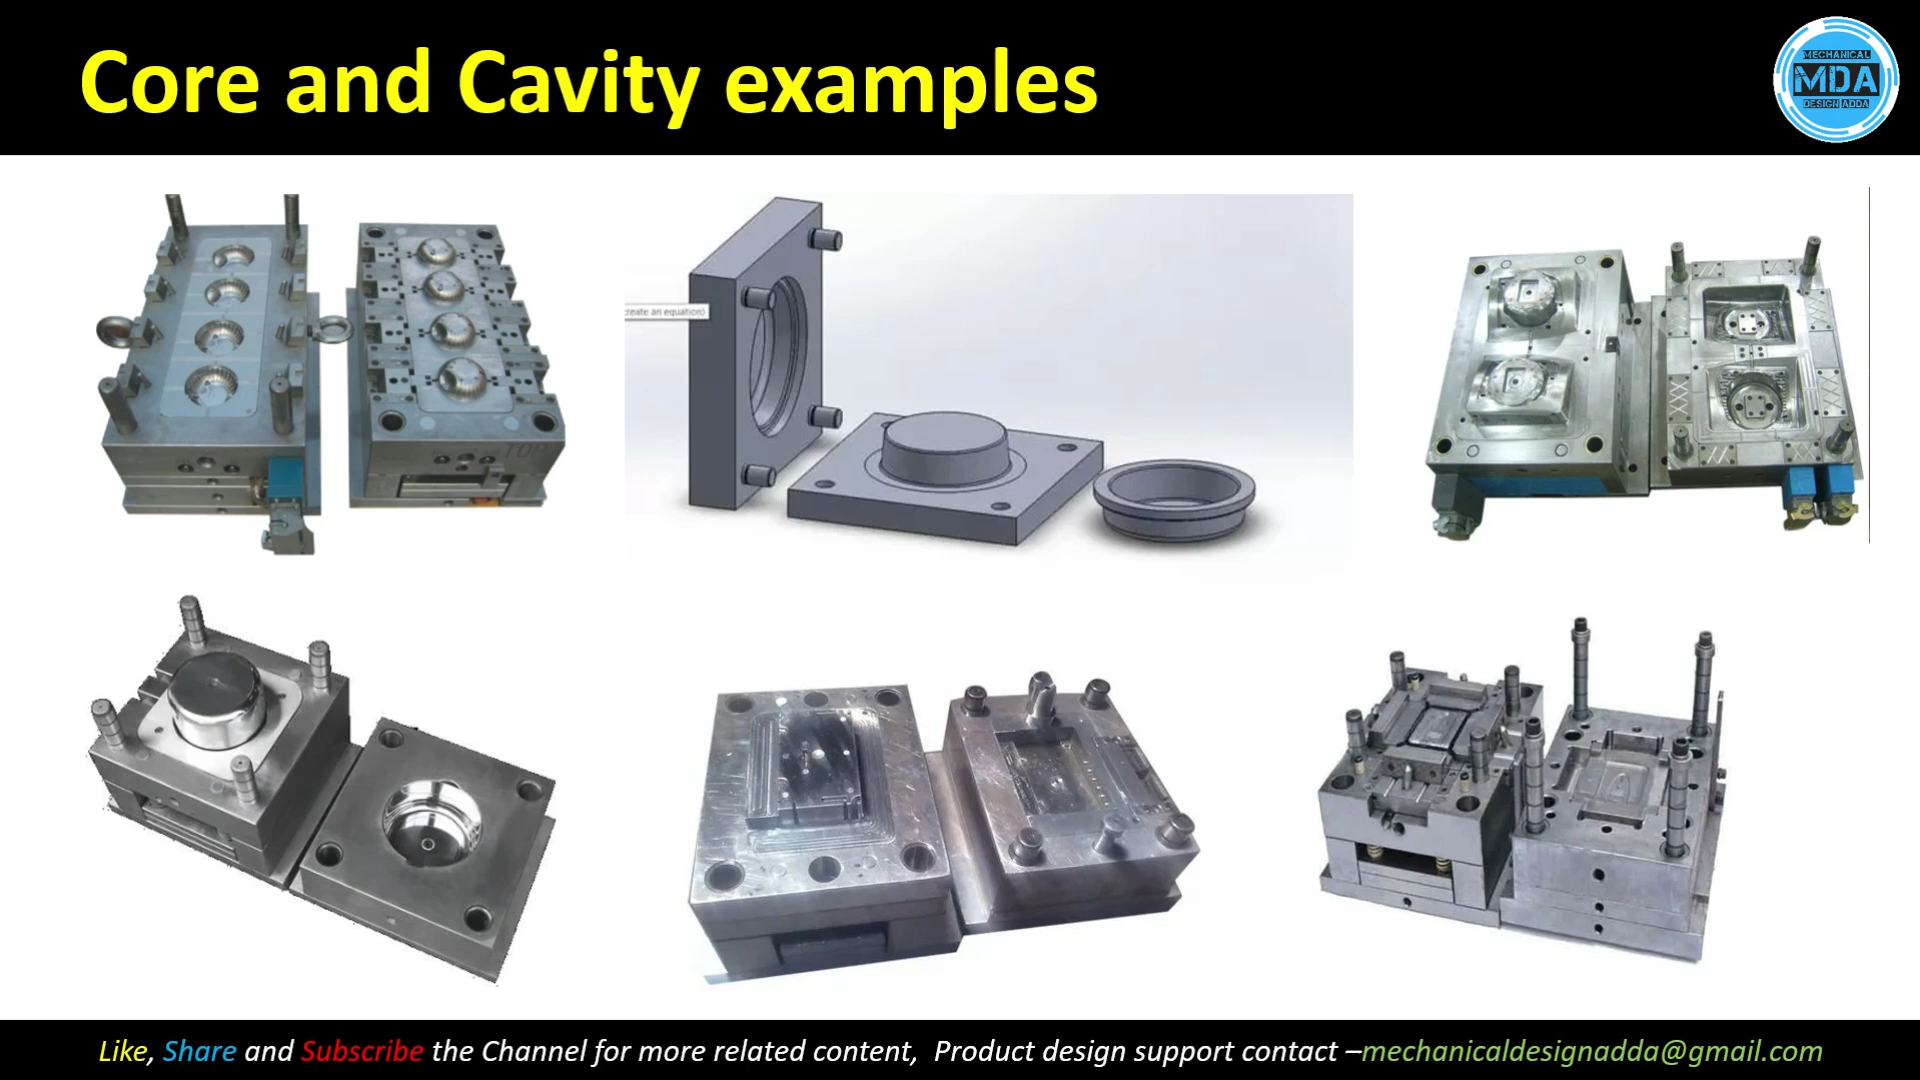 Core and Cavity examples
MECHANICAL
MDA
DESIGN ADDA
create an equation)
TOP
Like, Share and Subscribe the Channel for more related content, Product design support contact –mechanicaldesignadda@gmail.com